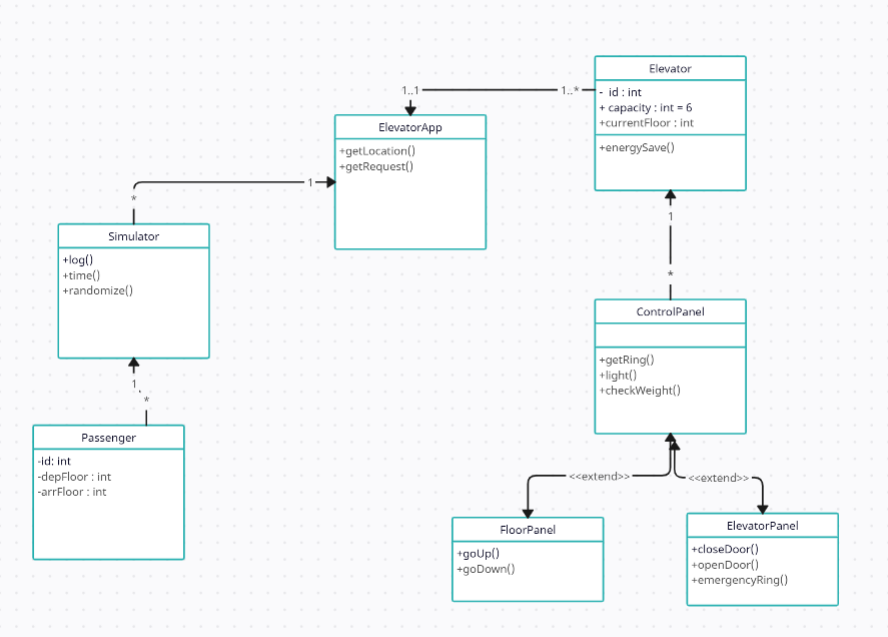 Elevator
- id : int
+ capacity : int = 6
+currentFloor : int
+energySave()
1..1
1..*
ElevatorApp
+getLocation()
+getRequest()
1
*
Simulator
+log()
+time()
+randomize()
1
*
ControlPanel
+getRing()
+light()
+checkWeight()
1
*
Passenger
-id: int
-depFloor : int
-arrFloor : int
<<extend>>
<<extend>>
FloorPanel
+goUp()
+goDown()
ElevatorPanel
+closeDoor()
+openDoor()
+emergencyRing()